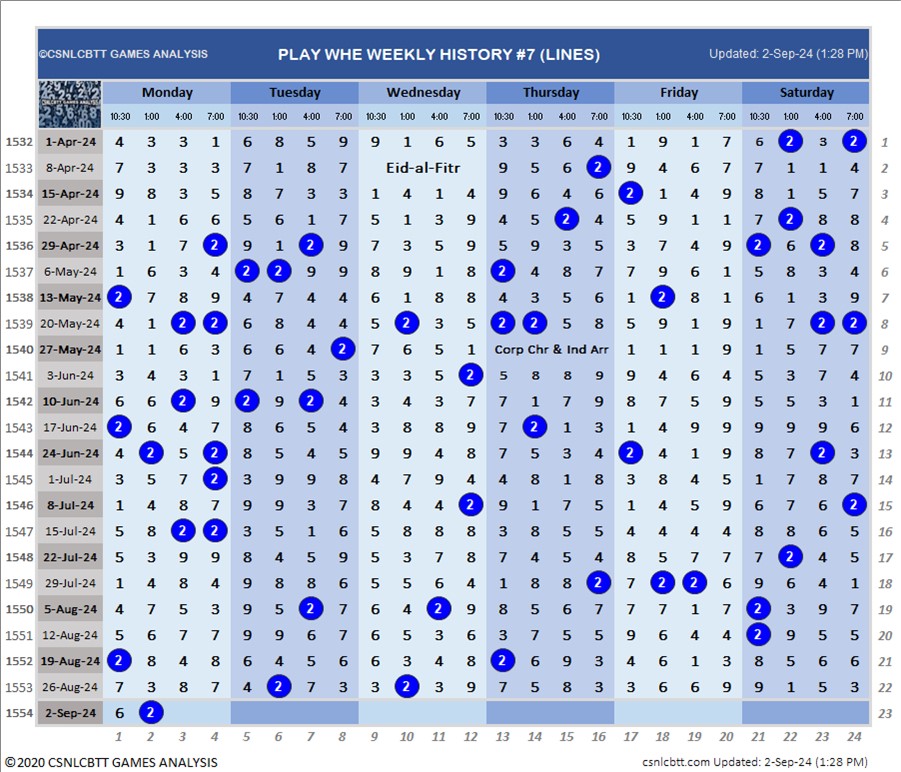 ©CSNLCBTT GAMES ANALYSIS PLAY WHE WEEKLY HISTORY #7 (LINES) Updated: 2-Sep-24 (1:28 PM)
Monday Tuesday Wednesday Thursday Friday Saturday
10:30 1:00 4:00 7:00 10:30 1:00 4:00 7:00 10:30 1:00 4:00 7:00 10:30 1:00 4:00 7:00 10:30 1:00 4:00 7:00 10:30 1:00 4:00 7:00
1532 1-Apr-24 4 3 3 1 6 8 5 9 9 1 6 5 3 3 6 4 1 9 1 7 6 2 3 2 1
1533 8-Apr-24 7 3 3 3 7 1 8 7 Eid-al-Fitr 9 5 6 2 9 4 6 7 7 1 1 4 2
1534 15-Apr-24 9 8 3 5 8 7 3 3 1 4 1 4 9 6 4 6 2 1 4 9 8 1 5 7 3
1535 22-Apr-24 4 1 6 6 5 6 1 7 5 1 3 9 4 5 2 4 5 9 1 1 7 2 8 8 4
1536 29-Apr-24 3 1 7 2 9 1 2 9 7 3 5 9 5 9 3 5 3 7 4 9 2 6 2 8 5
1537 6-May-24 1 6 3 4 2 2 9 9 8 9 1 8 2 4 8 7 7 9 6 1 5 8 3 4 6
1538 13-May-24 2 7 8 9 4 7 4 4 6 1 8 8 4 3 5 6 1 2 8 1 6 1 3 9 7
1539 20-May-24 4 1 2 2 6 8 4 4 5 2 3 5 2 2 5 8 5 9 1 9 1 7 2 2 8
1540 27-May-24 1 1 6 3 6 6 4 2 7 6 5 1 Corp Chr & Ind Arr 1 1 1 9 1 5 7 7 9
1541 3-Jun-24 3 4 3 1 7 1 5 3 3 3 5 2 5 8 8 9 9 4 6 4 5 3 7 4 10
1542 10-Jun-24 6 6 2 9 2 9 2 4 3 4 3 7 7 1 7 9 8 7 5 9 5 5 3 1 11
1543 17-Jun-24 2 6 4 7 8 6 5 4 3 8 8 9 7 2 1 3 1 4 9 9 9 9 9 6 12
1544 24-Jun-24 4 2 5 2 8 5 4 5 9 9 4 8 7 5 3 4 2 4 1 9 8 7 2 3 13
1545 1-Jul-24 3 5 7 2 3 9 9 8 4 7 9 4 4 8 1 8 3 8 4 5 1 7 8 7 14
1546 8-Jul-24 1 4 8 7 9 9 3 7 8 4 4 2 9 1 7 5 1 4 5 9 6 7 6 2 15
1547 15-Jul-24 5 8 2 2 3 5 1 6 5 8 8 8 3 8 5 5 4 4 4 4 8 8 6 5 16
1548 22-Jul-24 5 3 9 9 8 4 5 9 5 3 7 8 7 4 5 4 8 5 7 7 7 2 4 5 17
1549 29-Jul-24 1 4 8 4 9 8 8 6 5 5 6 4 1 8 8 2 7 2 2 6 9 6 4 1 18
1550 5-Aug-24 4 7 5 3 9 5 2 7 6 4 2 9 8 5 6 7 7 7 1 7 2 3 9 7 19
1551 12-Aug-24 5 6 7 7 9 9 6 7 6 5 3 6 3 7 5 5 9 6 4 4 2 9 5 5 20
1552 19-Aug-24 2 8 4 8 6 4 5 6 6 3 4 8 2 6 9 3 4 6 1 3 8 5 6 6 21
1553 26-Aug-24 7 3 8 7 4 2 7 3 3 2 3 9 7 5 8 3 3 6 6 9 9 1 5 3 22
1554 2-Sep-24 6 2 23
1 2 3 4 5 6 7 8 9 10 11 12 13 14 15 16 17 18 19 20 21 22 23 24
©2020 CSNLCBTT GAMES ANALYSIS csnlcbtt.com Updated: 2-Sep-24 (1:28 PM)